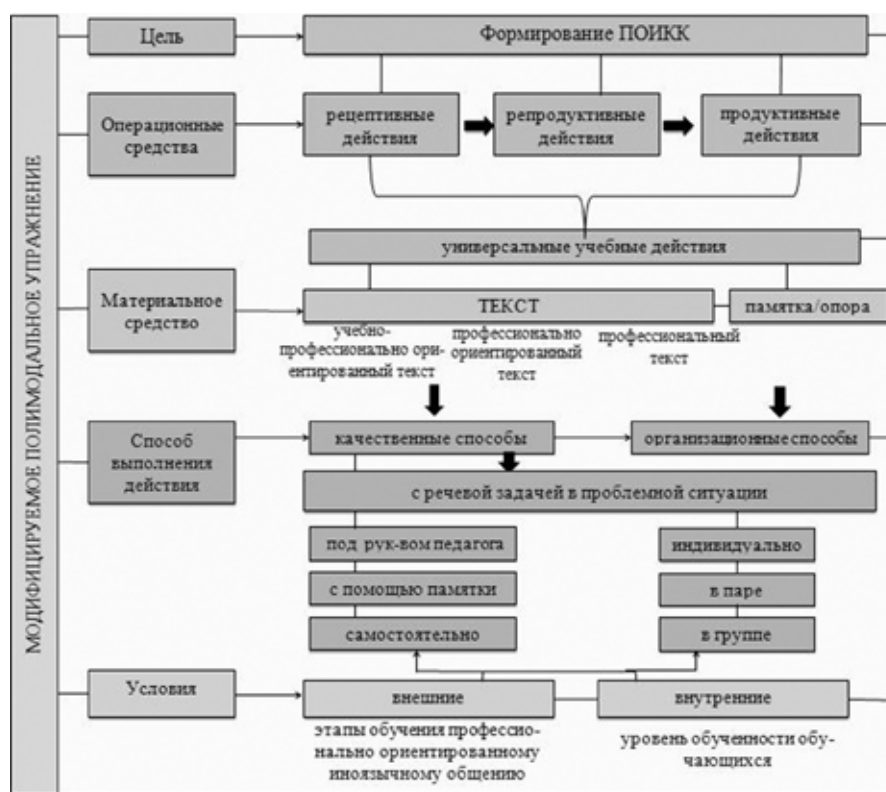 МОДИФИЦИРУЕМОЕ ПОЛИМОДАЛЬНОЕ УПРАЖНЕНИЕ
Цель
Формирование ПОИКК
Операционные
средства
рецептивные
действия
репродуктивные
действия
продуктивные
действия
универсальные учебные действия
Материальное
средство
ТЕКСТ
памятка/опора
учебно-
профессионально ори-
ентированный текст
профессионально
ориентированный
текст
профессиональный
текст
Способ
выполнения
действия
качественные способы
организационные способы
с речевой задачей в проблемной ситуации
под рук-вом педагога
индивидуально
с помощью памятки
в паре
самостоятельно
в группе
Условия
внешние
внутренние
этапы обучения профессио-
нально ориентированному
иноязычному общению
уровень обученности обу-
чающихся